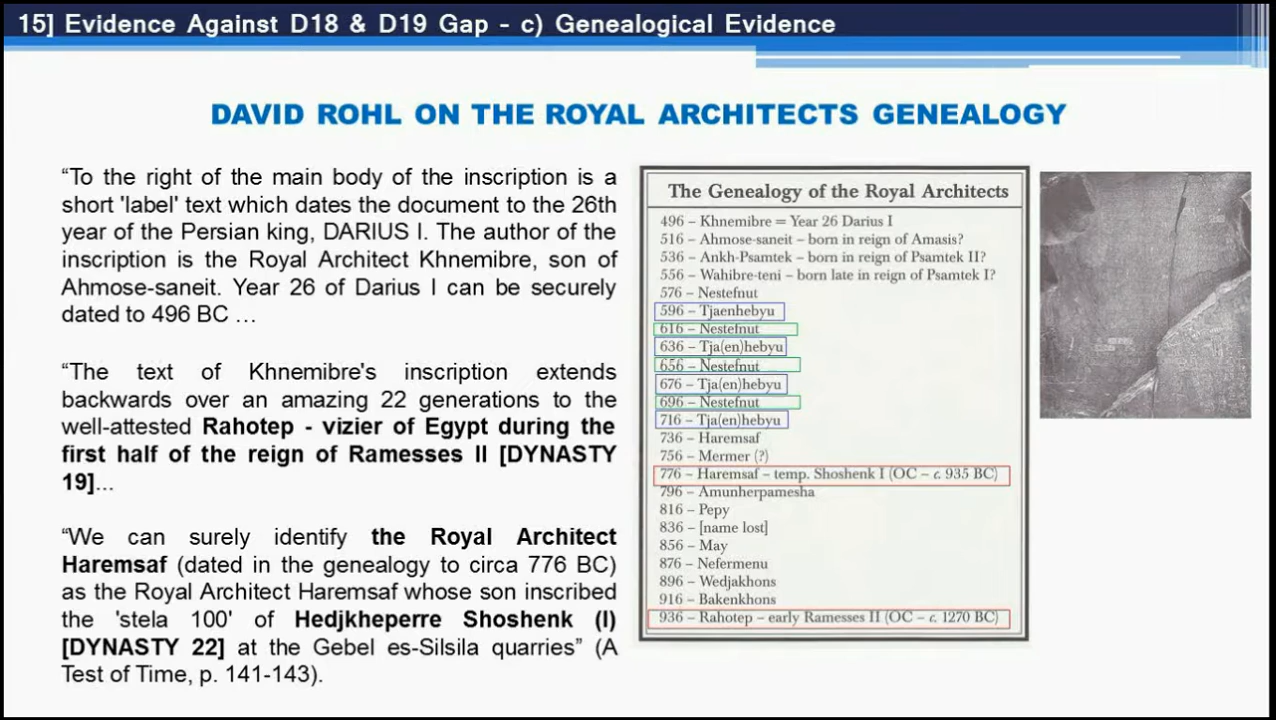 15] Evidence Against D18 & D19 Gap - c) Genealogical Evidence
DAVID ROHL ON THE ROYAL ARCHITECTS GENEALOGY
“To the right of the main body of the inscription is a
short 'label' text which dates the document to the 26th
year of the Persian king, DARIUS I. The author of the
inscription is the Royal Architect Khnemibre, son of
Ahmose-saneit. Year 26 of Darius I can be securely
dated to 496 BC …
“The text of Khnemibre's inscription extends
backwards over an amazing 22 generations to the
well-attested Rahotep - vizier of Egypt during the
first half of the reign of Ramesses II [DYNASTY
19]...
“We can surely identify the Royal Architect
Haremsaf (dated in the genealogy to circa 776 BC)
as the Royal Architect Haremsaf whose son inscribed
the 'stela 100' of Hedjkheperre Shoshenk (I)
[DYNASTY 22] at the Gebel es-Silsila quarries” (A
Test of Time, p. 141-143).
The Genealogy of the Royal Architects
496 – Khnemibre = Year 26 Darius I
516 – Ahmose-saneit – born in reign of Amasis?
536 – Ankh-Psamtek – born in reign of Psamtek II?
556 – Wahibre-teni – born late in reign of Psamtek I?
576 – Nestefnut
596 – Tjaenhebyu
616 – Nestefnut
636 – Tja(en)hebyu
656 – Nestefnut
676 – Tja(en)hebyu
696 – Nestefnut
716 – Tja(en)hebyu
736 – Haremsaf
756 – Mermer (?)
776 – Haremsaf – temp. Shoshenk I (OC – c. 935 BC)
796 – Amunherpamesha
816 – Pepy
836 – [name lost]
856 – May
876 – Nefermenu
896 – Wedjakhons
916 – Bakenkhons
936 – Rahotep – early Ramesses II (OC – c. 1270 BC)